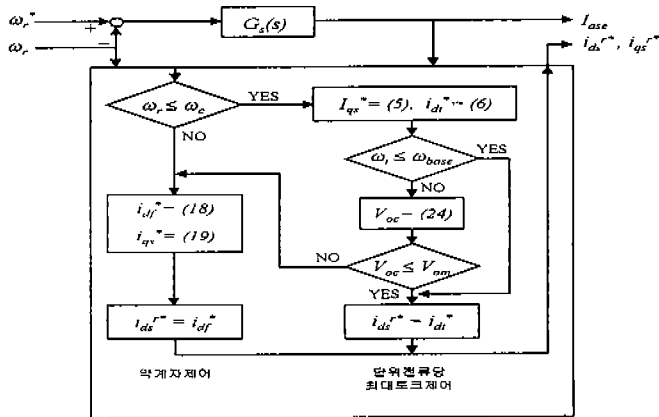 ωr* + Gs(s) Iase
ωr − ids^r*, iqs^r*
ωr ≤ ωc YES Iqs* = (5). idt* = (6)
NO
ωr ≤ ωbase YES
NO
idf* = (18)
iqs* = (19)
Voc = (24)
NO Voc ≤ Vom
YES
ids^r* = idf* ids^r* = idt*
약계자제어
단위전류당
최대토크제어